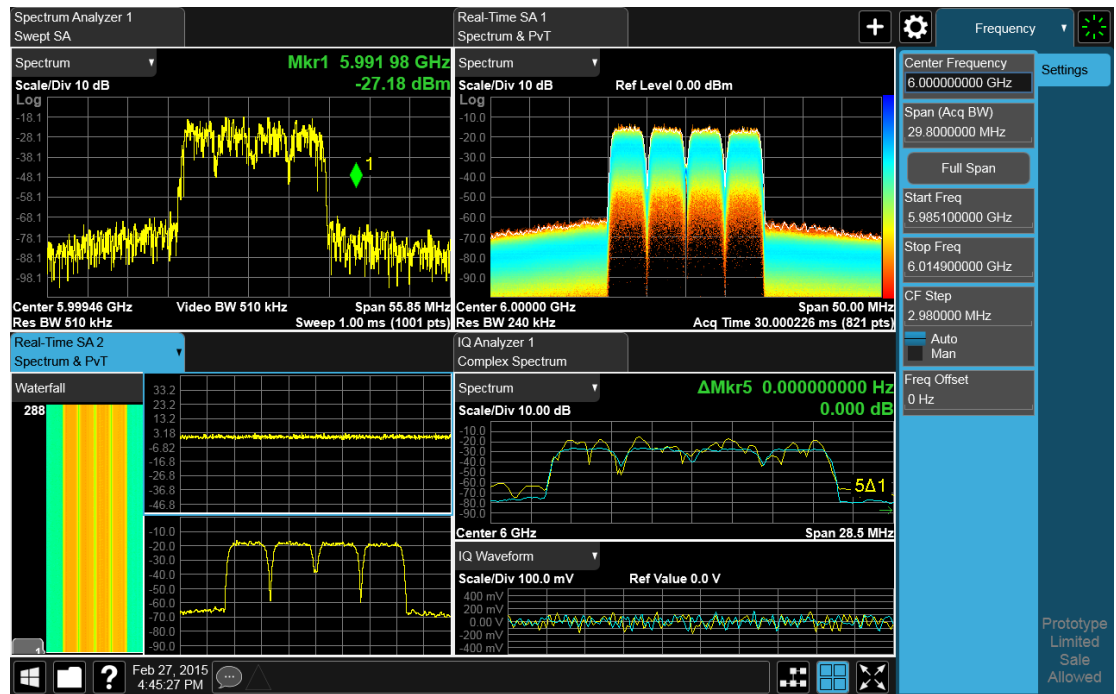 Spectrum Analyzer 1
Swept SA
Spectrum
Mkr1 5.991 98 GHz
Scale/Div 10 dB
-27.18 dBm
Log
-18.1
-28.1
-38.1
-48.1
-58.1
-68.1
-78.1
-88.1
-98.1
1
Center 5.99946 GHz Video BW 510 kHz Span 55.85 MHz
Res BW 510 kHz Sweep 1.00 ms (1001 pts)
Real-Time SA 1
Spectrum & PvT
Spectrum
Scale/Div 10 dB Ref Level 0.00 dBm
Log
-10.0
-20.0
-30.0
-40.0
-50.0
-60.0
-70.0
-80.0
-90.0
Center 6.00000 GHz Span 50.00 MHz
Res BW 240 kHz Acq Time 30.000226 ms (821 pts)
Real-Time SA 2
Spectrum & PvT
Waterfall
288
1
33.2
23.2
13.2
3.18
-6.82
-16.8
-26.8
-36.8
-46.8
-10.0
-20.0
-30.0
-40.0
-50.0
-60.0
-70.0
-80.0
-90.0
IQ Analyzer 1
Complex Spectrum
Spectrum
ΔMkr5 0.000000000 Hz
Scale/Div 10.00 dB
0.000 dB
-10.0
-20.0
-30.0
-40.0
-50.0
-60.0
-70.0
-80.0
-90.0
5Δ1
Center 6 GHz Span 28.5 MHz
IQ Waveform
Scale/Div 100.0 mV Ref Value 0.0 V
400 mV
200 mV
0.00 V
-200 mV
-400 mV
Frequency
Settings
Center Frequency
6.000000000 GHz
Span (Acq BW)
29.8000000 MHz
Full Span
Start Freq
5.985100000 GHz
Stop Freq
6.014900000 GHz
CF Step
2.980000 MHz
Auto
Man
Freq Offset
0 Hz
Prototype
Limited
Sale
Allowed
?
Feb 27, 2015
4:45:27 PM